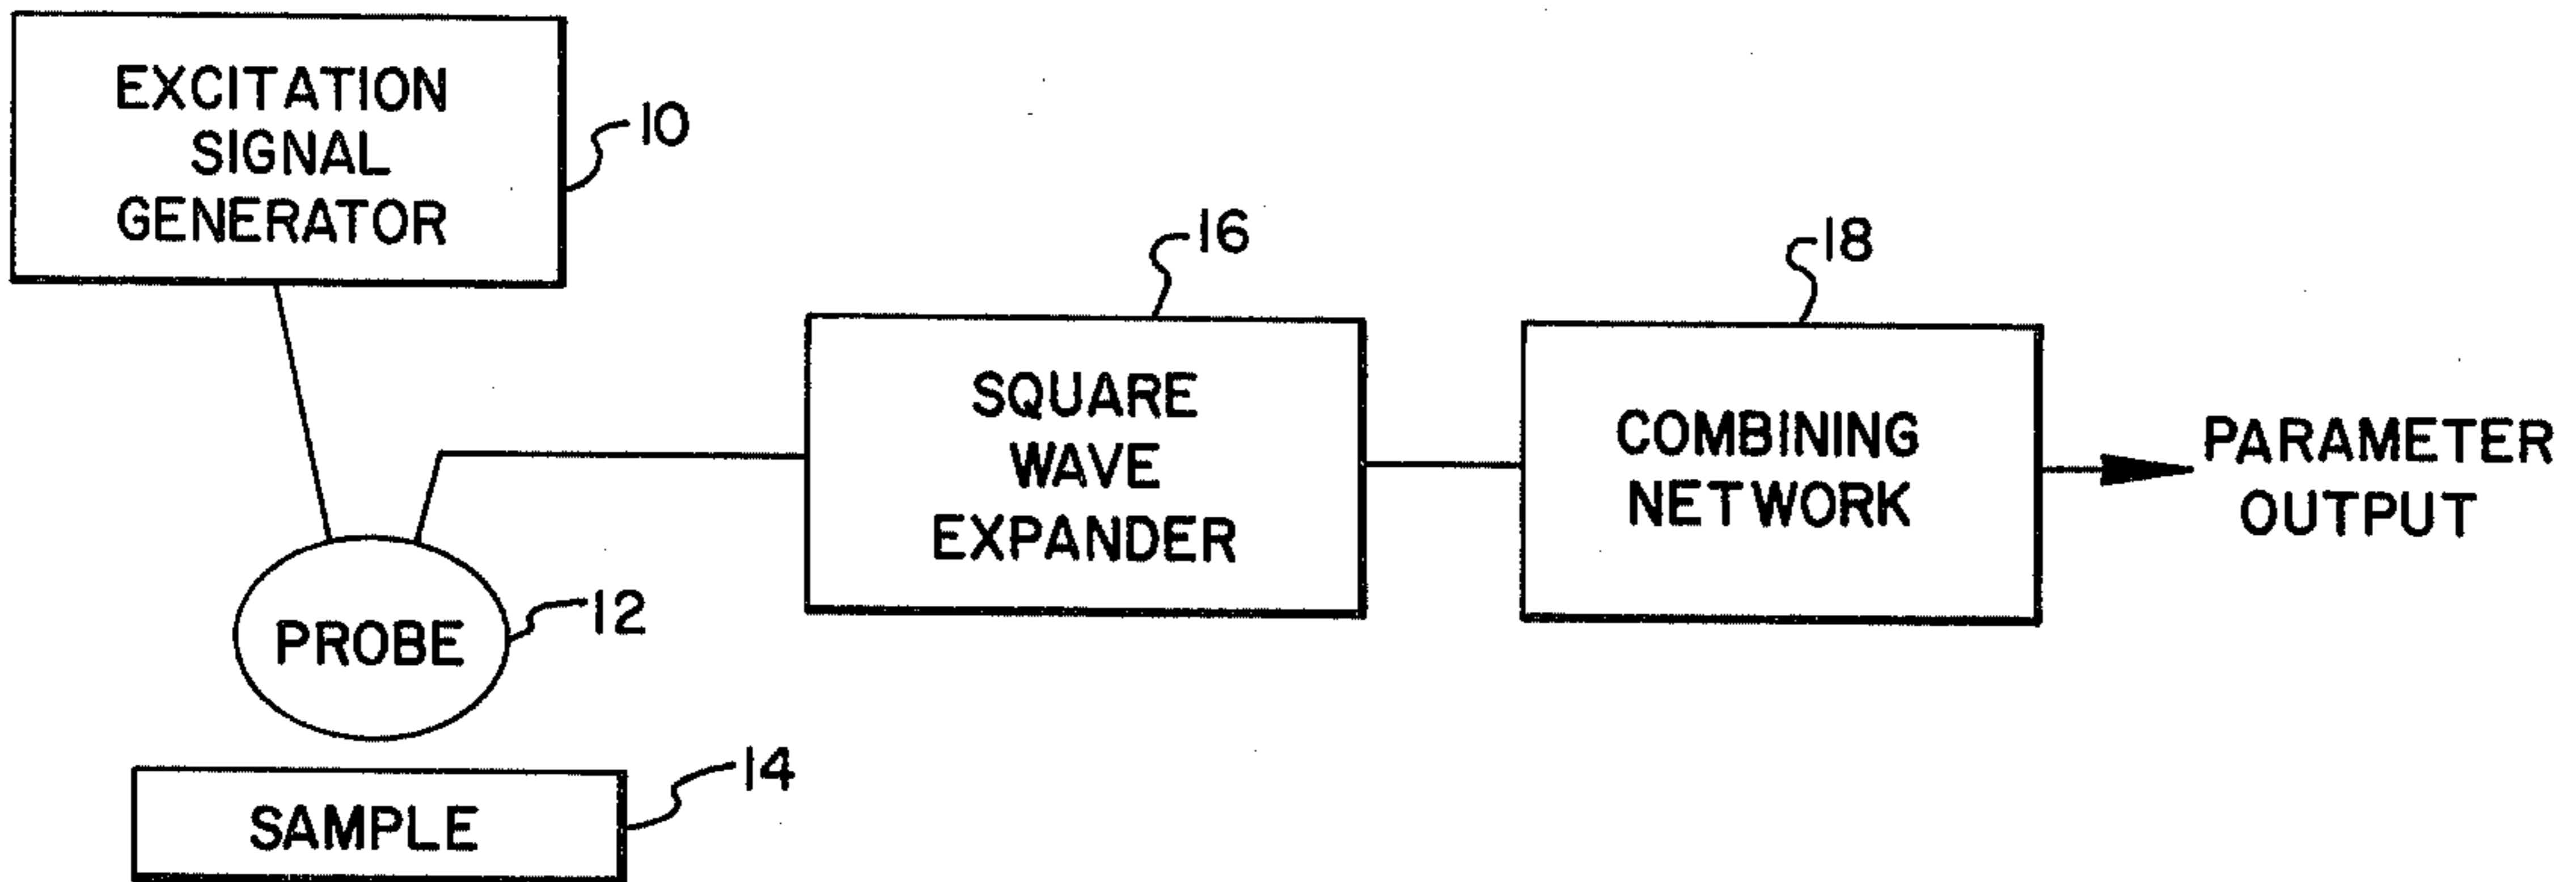 EXCITATION
SIGNAL
GENERATOR
10
16
18
SQUARE
WAVE
EXPANDER
COMBINING
NETWORK
PARAMETER
OUTPUT
PROBE
12
SAMPLE
14